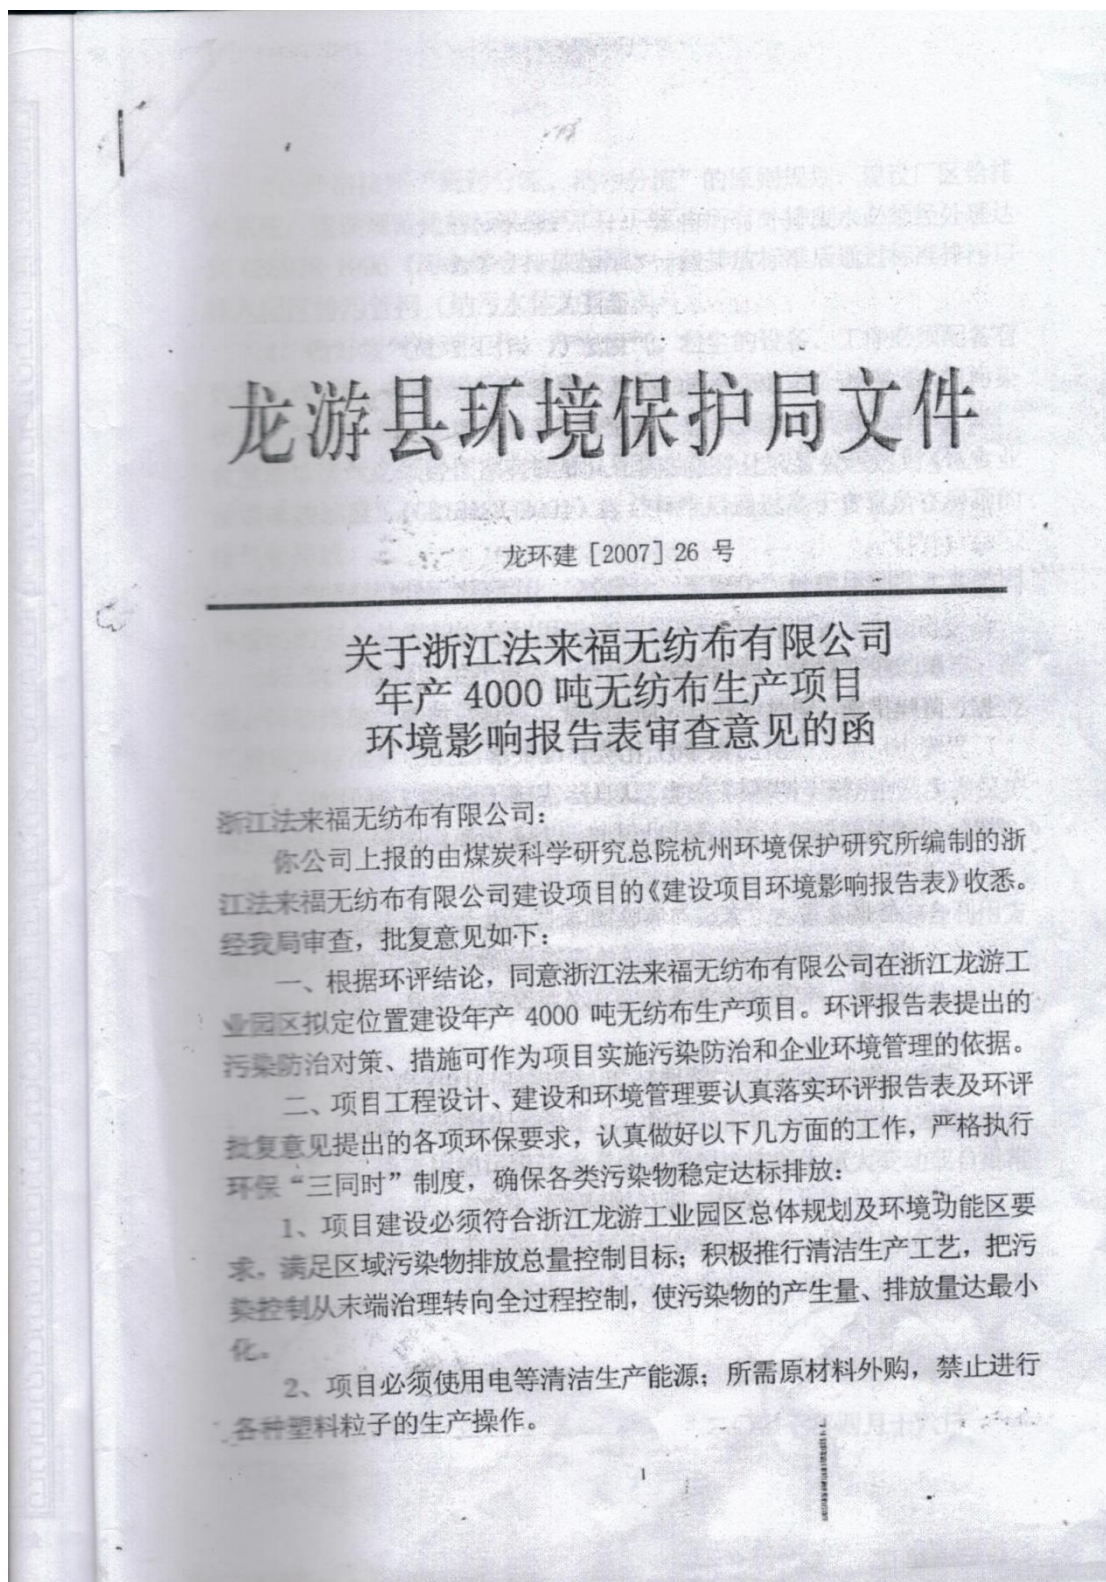 龙游县环境保护局文件
龙环建［2007］26 号
关于浙江法来福无纺布有限公司
年产 4000 吨无纺布生产项目
环境影响报告表审查意见的函
浙江法来福无纺布有限公司：
你公司上报的由煤炭科学研究总院杭州环境保护研究所编制的浙
江法来福无纺布有限公司建设项目的《建设项目环境影响报告表》收悉。
经我局审查，批复意见如下：
一、根据环评结论，同意浙江法来福无纺布有限公司在浙江龙游工
业园区拟定位置建设年产 4000 吨无纺布生产项目。环评报告表提出的
污染防治对策、措施可作为项目实施污染防治和企业环境管理的依据。
二、项目工程设计、建设和环境管理要认真落实环评报告表及环评
批复意见提出的各项环保要求，认真做好以下几方面的工作，严格执行
环保“三同时”制度，确保各类污染物稳定达标排放：
1、项目建设必须符合浙江龙游工业园区总体规划及环境功能区要
求，满足区域污染物排放总量控制目标；积极推行清洁生产工艺，把污
染控制从末端治理转向全过程控制，使污染物的产生量、排放量达最小
化。
2、项目必须使用电等清洁生产能源；所需原材料外购，禁止进行
各种塑料粒子的生产操作。
1